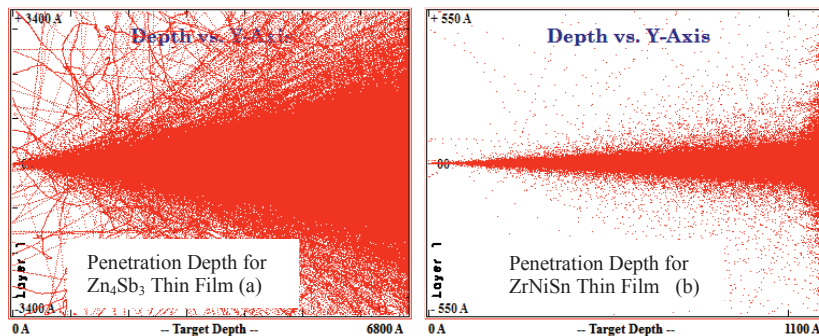 + 3400 A
Depth vs. Y-Axis
Layer 1
Penetration Depth for
Zn₄Sb₃ Thin Film (a)
-3400 A
0 A -- Target Depth -- 6800 A
+ 550 A
Depth vs. Y-Axis
00
Layer 1
Penetration Depth for
ZrNiSn Thin Film (b)
-550 A
0 A -- Target Depth -- 1100 A